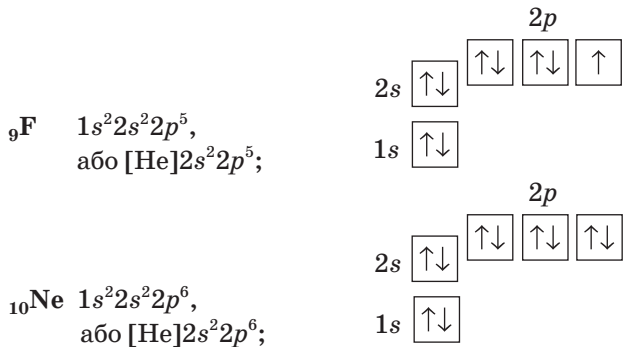 2p
2s ↑↓ ↑↓ ↑↓ ↑
₉F 1s²2s²2p⁵,
або [He]2s²2p⁵;
1s ↑↓
2p
2s ↑↓ ↑↓ ↑↓ ↑↓
₁₀Ne 1s²2s²2p⁶,
або [He]2s²2p⁶;
1s ↑↓